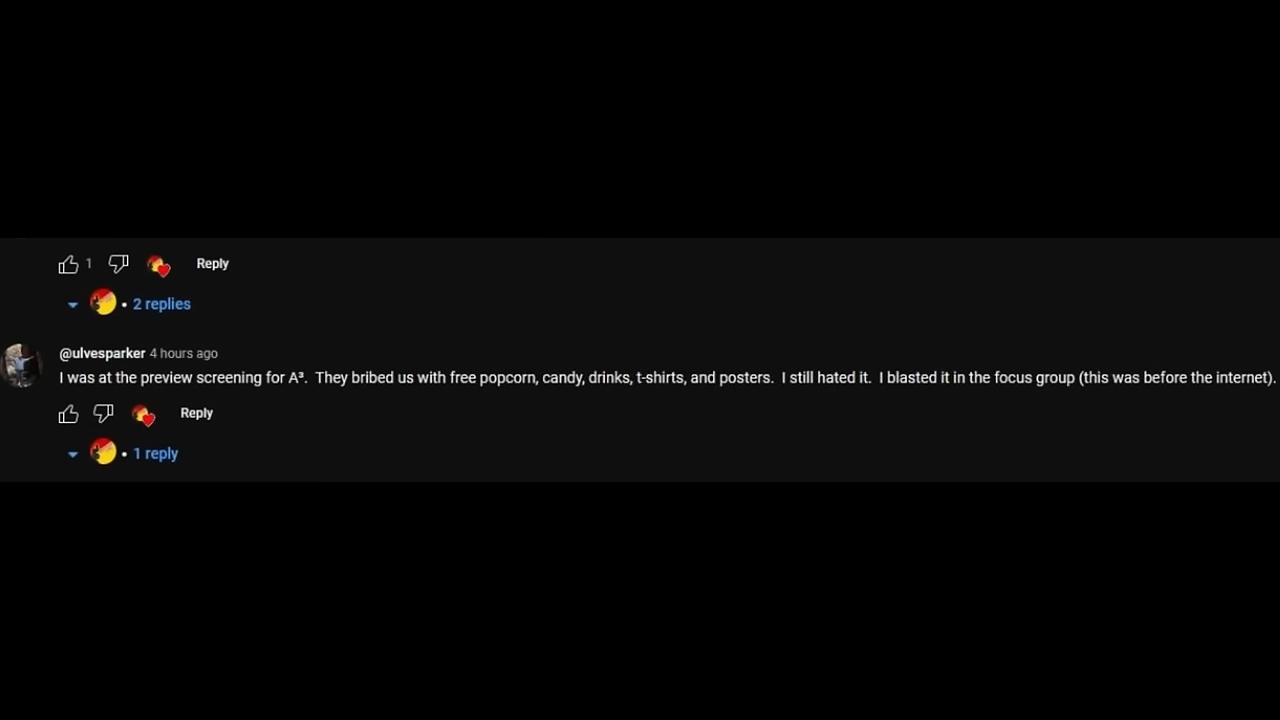 1 Reply
• 2 replies
@ulvesparker 4 hours ago
I was at the preview screening for A³.  They bribed us with free popcorn, candy, drinks, t-shirts, and posters.  I still hated it.  I blasted it in the focus group (this was before the internet).
Reply
• 1 reply